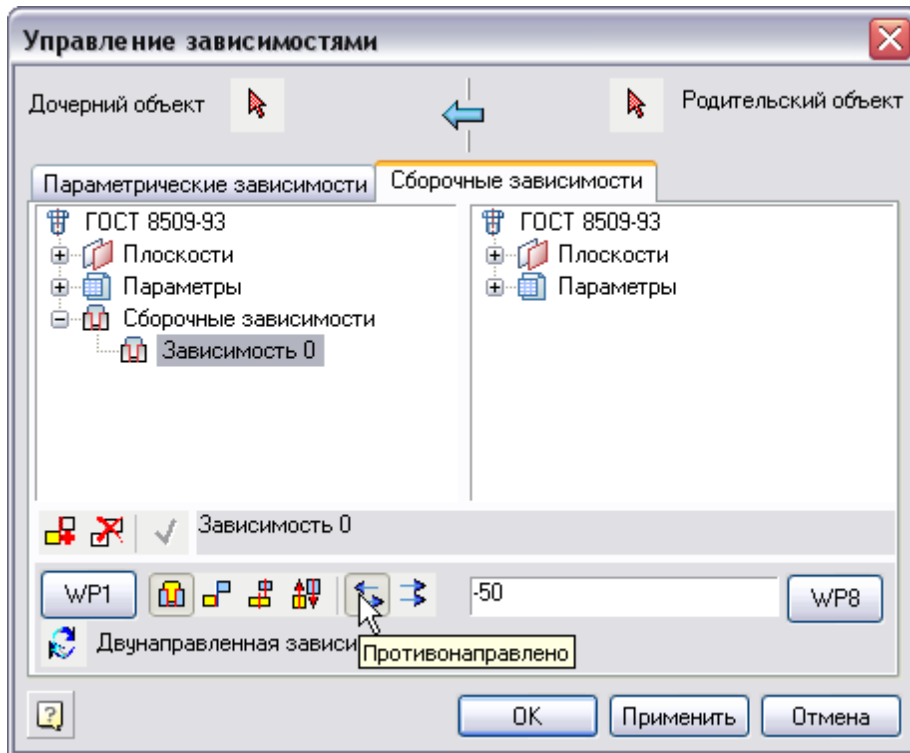 Управление зависимостями
Дочерний объект
Родительский объект
Параметрические зависимости
Сборочные зависимости
ГОСТ 8509-93
Плоскости
Параметры
Сборочные зависимости
Зависимость 0
ГОСТ 8509-93
Плоскости
Параметры
Зависимость 0
WP1
-50
WP8
Двунаправленная зависи
Противонаправлено
?
OK
Применить
Отмена